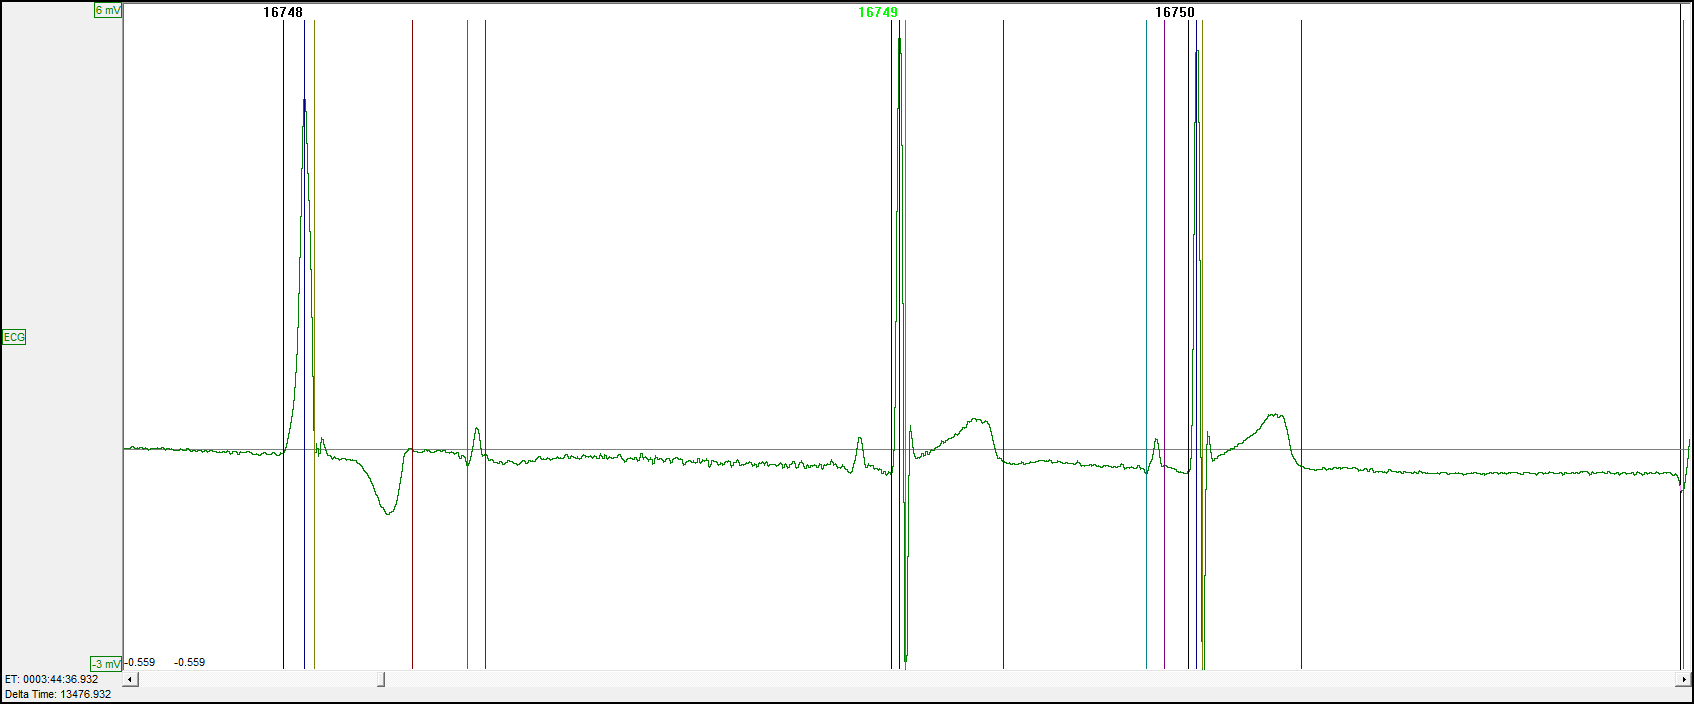 16748 16749 16750
6 mV
ECG
-3 mV -0.559 -0.559
ET: 0003:44:36.932
Delta Time: 13476.932